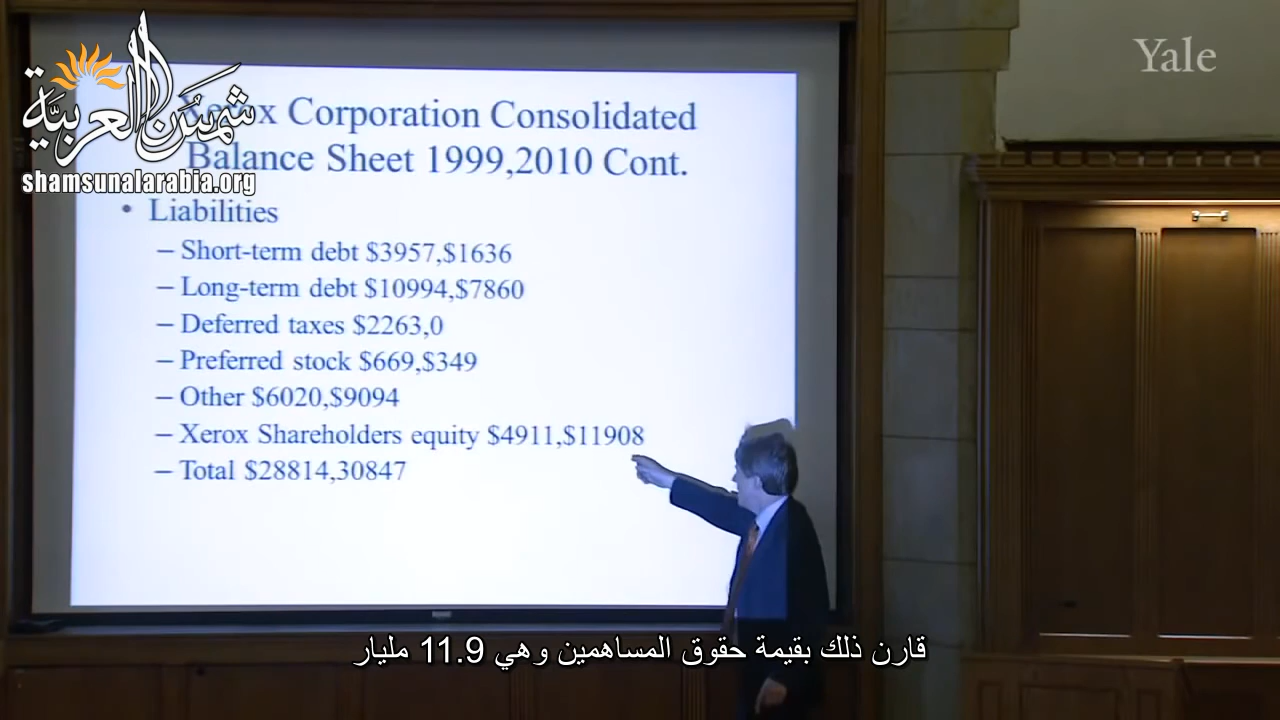 Yale
شمس العربية
shamsunalarabia.org
Xerox Corporation Consolidated
Balance Sheet 1999,2010 Cont.
• Liabilities
– Short-term debt $3957,$1636
– Long-term debt $10994,$7860
– Deferred taxes $2263,0
– Preferred stock $669,$349
– Other $6020,$9094
– Xerox Shareholders equity $4911,$11908
– Total $28814,30847
قارن ذلك بقيمة حقوق المساهمين وهي 11.9 مليار